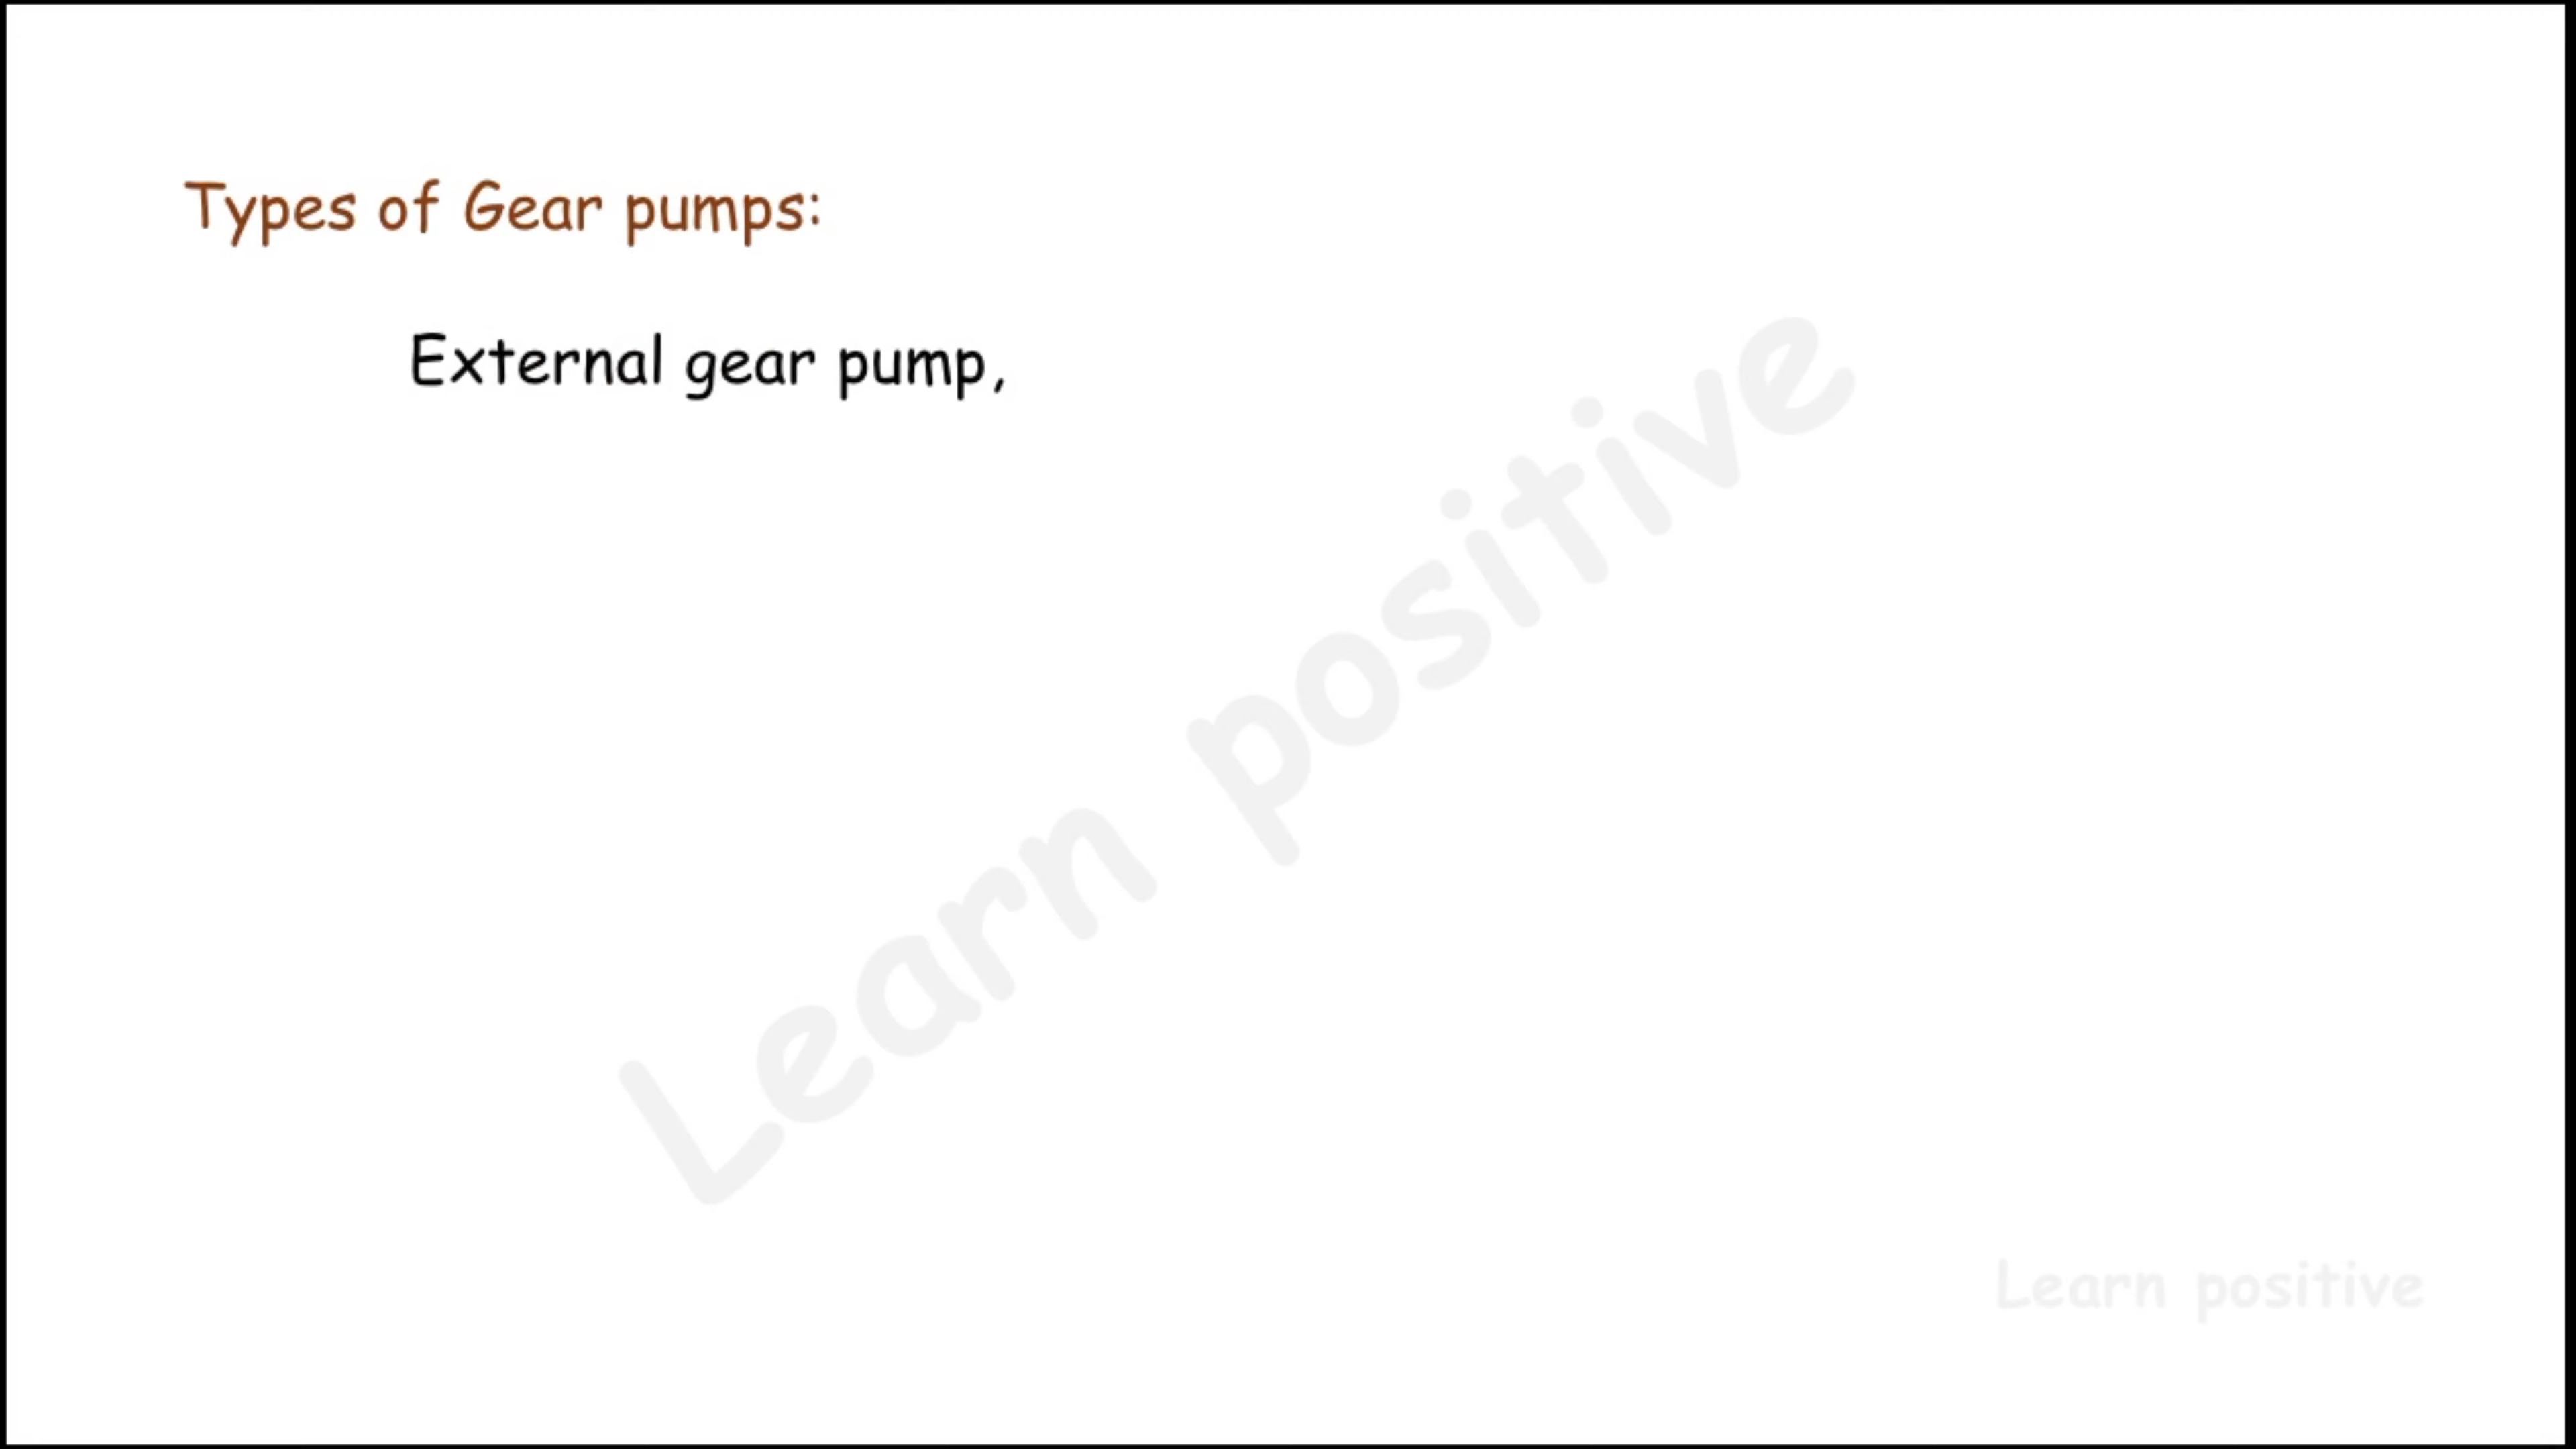 Types of Gear pumps:
External gear pump,
Learn positive
Learn positive